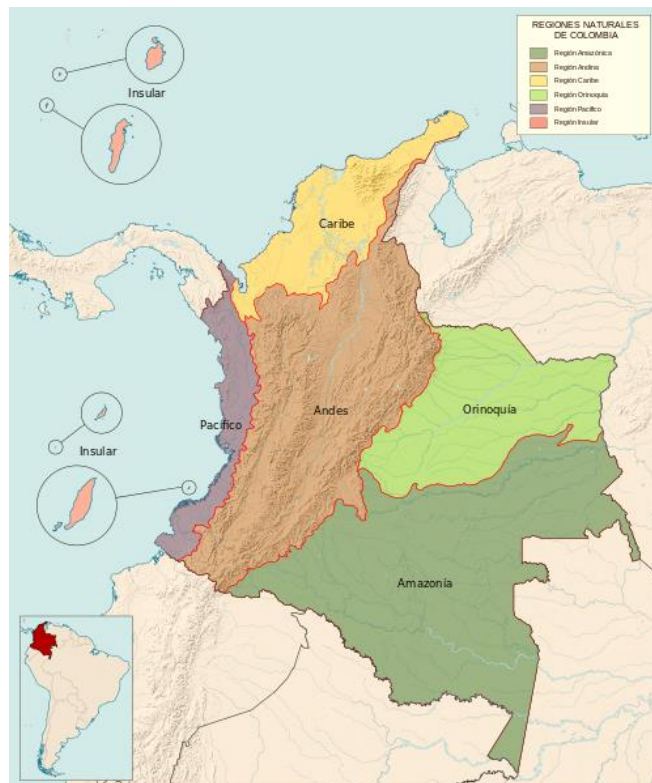 REGIONES NATURALES
DE COLOMBIA
Región Amazónica
Región Andina
Región Caribe
Región Orinoquía
Región Pacífico
Región Insular
Insular
Caribe
Pacífico
Andes
Orinoquía
Insular
Amazonía